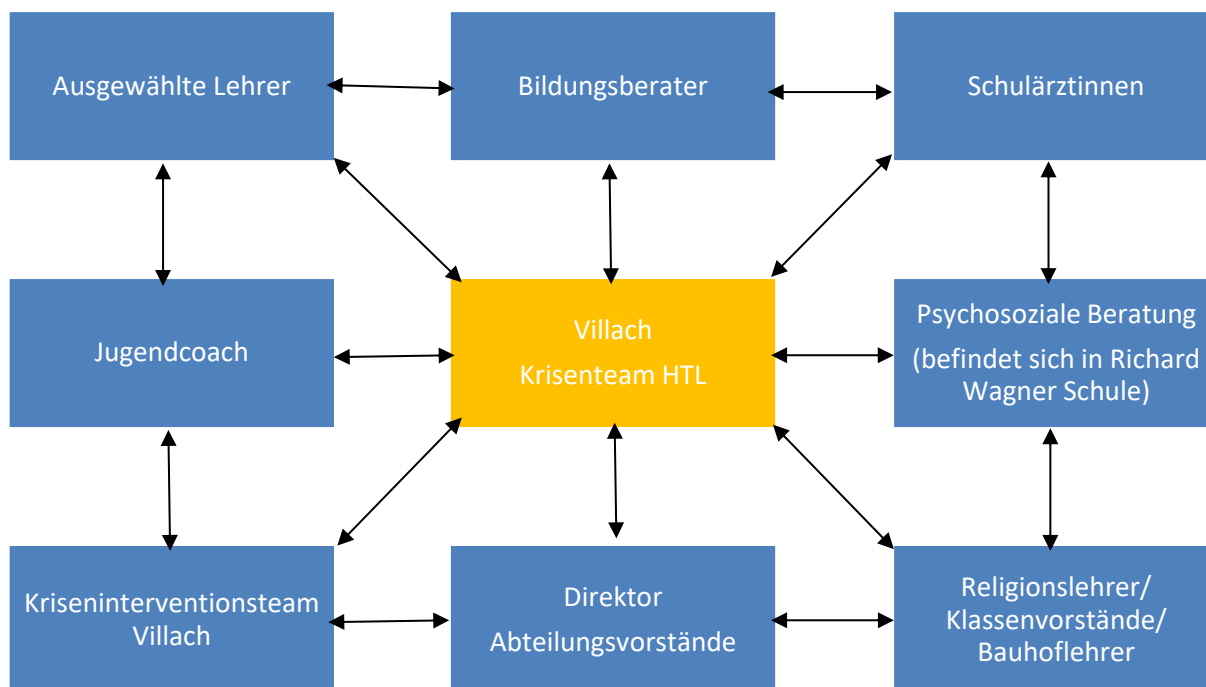 Ausgewählte Lehrer
Bildungsberater
Schulärztinnen
Jugendcoach
Villach
Krisenteam HTL
Psychosoziale Beratung
(befindet sich in Richard
Wagner Schule)
Kriseninterventionsteam
Villach
Direktor
Abteilungsvorstände
Religionslehrer/
Klassenvorstände/
Bauhoflehrer